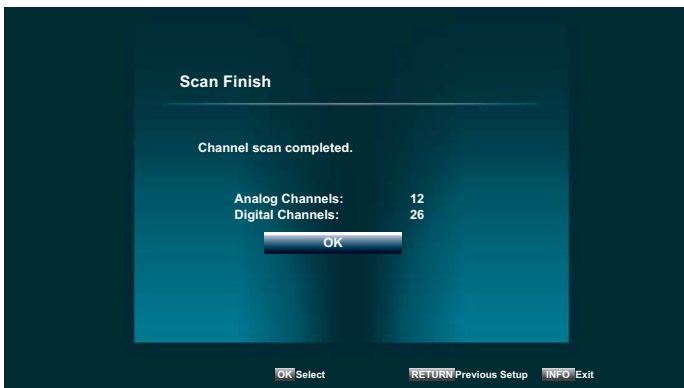 Scan Finish
Channel scan completed.
Analog Channels: 12
Digital Channels: 26
OK
OK Select RETURN Previous Setup INFO Exit